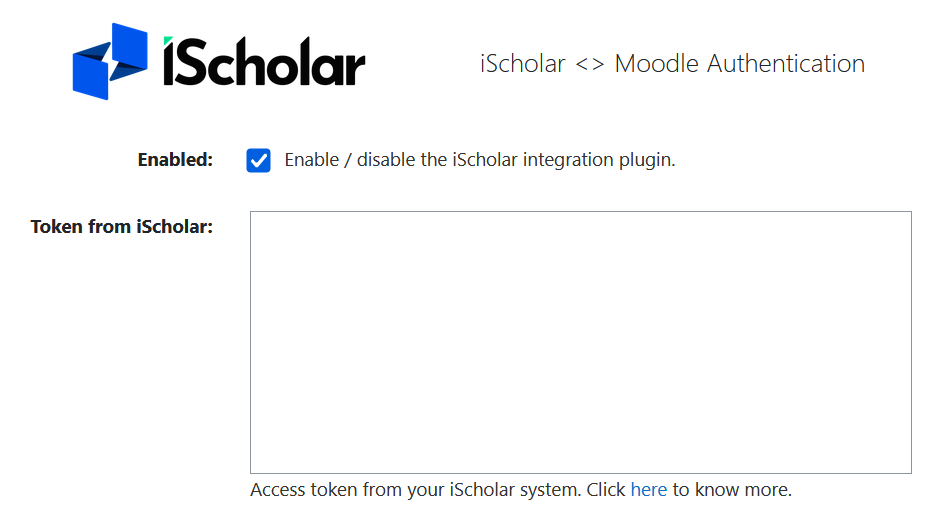 iScholar
iScholar <> Moodle Authentication
Enabled:
Enable / disable the iScholar integration plugin.
Token from iScholar:
Access token from your iScholar system. Click here to know more.